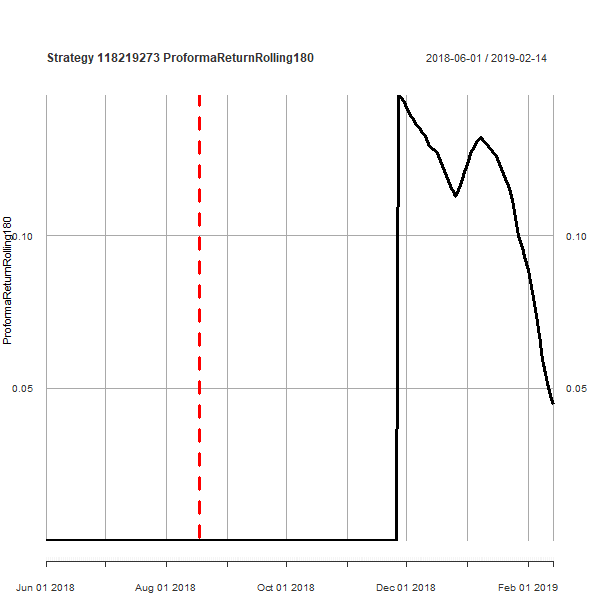 Strategy 118219273 ProformaReturnRolling180
2018-06-01 / 2019-02-14
ProformaReturnRolling180
0.10
0.10
0.05
0.05
Jun 01 2018
Aug 01 2018
Oct 01 2018
Dec 01 2018
Feb 01 2019